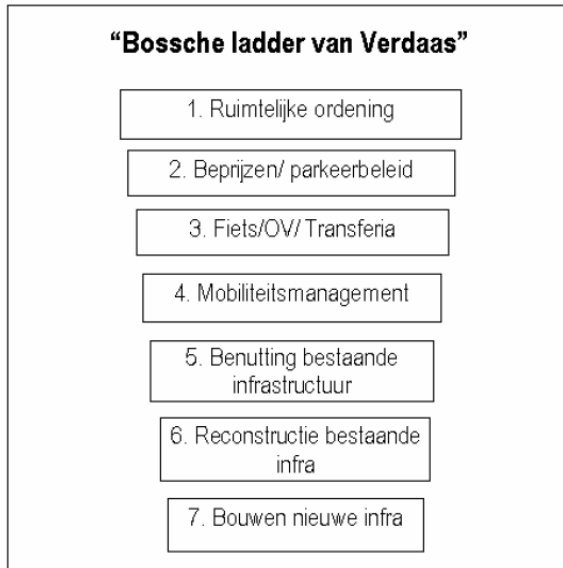 “Bossche ladder van Verdaas”
1. Ruimtelijke ordening
2. Beprijzen/ parkeerbeleid
3. Fiets/OV/ Transferia
4. Mobiliteitsmanagement
5. Benutting bestaande
infrastructuur
6. Reconstructie bestaande
infra
7. Bouwen nieuwe infra